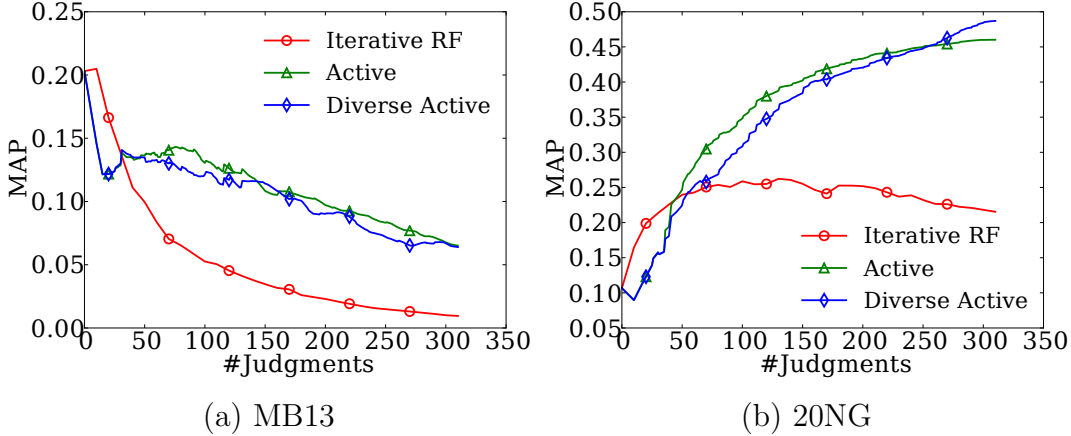 0.25
0.20
0.15
0.10
0.05
0.00
MAP
Iterative RF
Active
Diverse Active
0 50 100 150 200 250 300 350
#Judgments
(a) MB13
0.50
0.45
0.40
0.35
0.30
0.25
0.20
0.15
0.10
0.05
MAP
Iterative RF
Active
Diverse Active
0 50 100 150 200 250 300 350
#Judgments
(b) 20NG